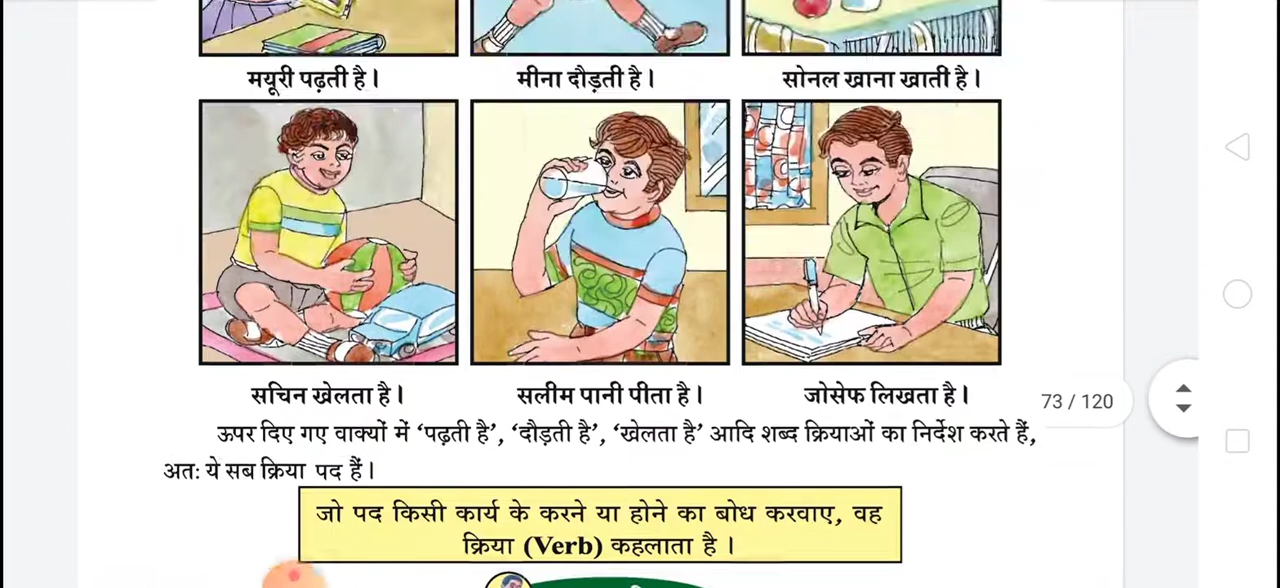 मयूरी पढ़ती है।
मीना दौड़ती है।
सोनल खाना खाती है।
सचिन खेलता है।
सलीम पानी पीता है।
जोसेफ लिखता है।
73 / 120
ऊपर दिए गए वाक्यों में ‘पढ़ती है’, ‘दौड़ती है’, ‘खेलता है’ आदि शब्द क्रियाओं का निर्देश करते हैं,
अतः ये सब क्रिया पद हैं।
जो पद किसी कार्य के करने या होने का बोध करवाए, वह
क्रिया (Verb) कहलाता है ।